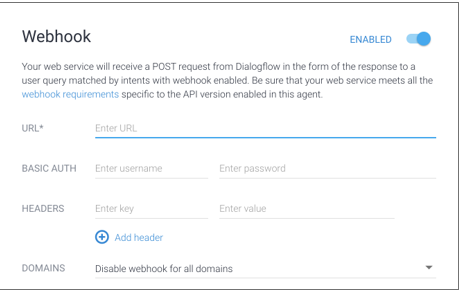 Webhook
ENABLED
Your web service will receive a POST request from Dialogflow in the form of the response to a
user query matched by intents with webhook enabled. Be sure that your web service meets all the
webhook requirements specific to the API version enabled in this agent.
URL* Enter URL
BASIC AUTH Enter username Enter password
HEADERS Enter key Enter value
Add header
DOMAINS Disable webhook for all domains